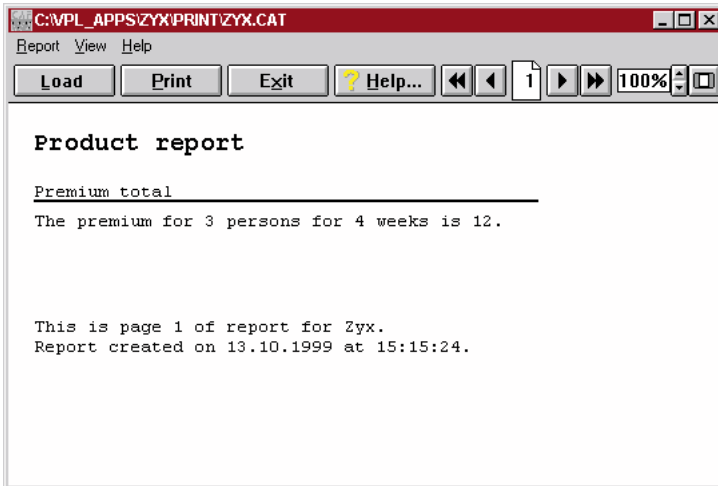 C:\VPL_APPS\ZYX\PRINT\ZYX.CAT
Report View Help
Load Print Exit ? Help... 1 100%
Product report
Premium total
The premium for 3 persons for 4 weeks is 12.
This is page 1 of report for Zyx.
Report created on 13.10.1999 at 15:15:24.